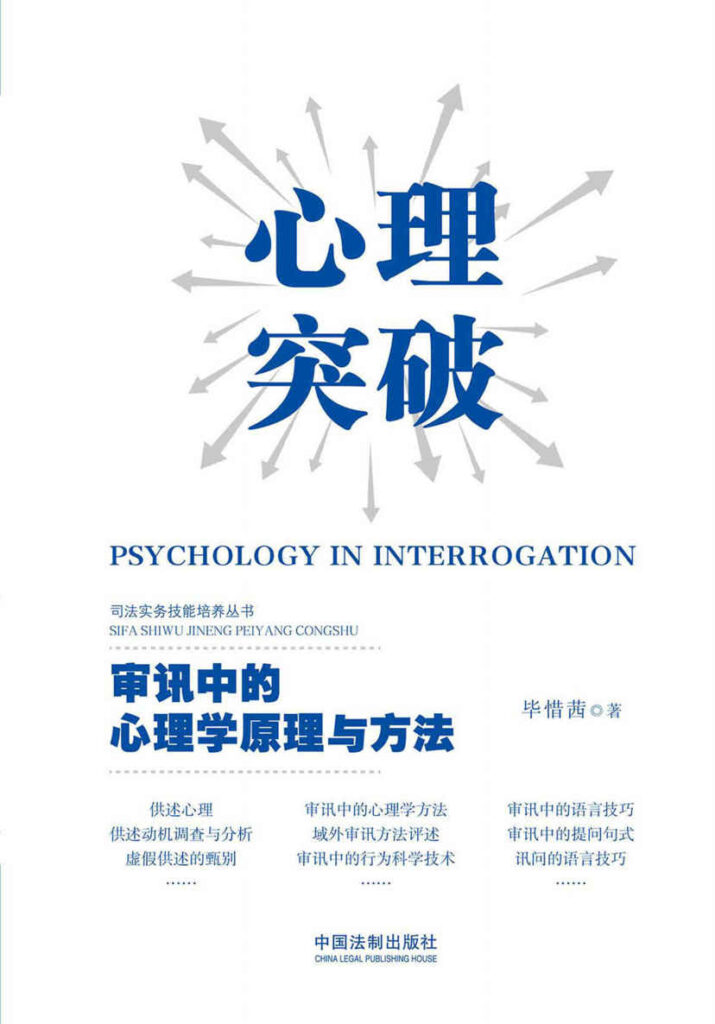 心理
突破
PSYCHOLOGY IN INTERROGATION
司法实务技能培养丛书
SIFA SHIWU JINENG PEIYANG CONGSHU
审讯中的
心理学原理与方法
毕惜茜◎著
供述心理
供述动机调查与分析
虚假供述的甄别
……
审讯中的心理学方法
域外审讯方法评述
审讯中的行为科学技术
……
审讯中的语言技巧
审讯中的提问句式
讯问的语言技巧
……
中国法制出版社
CHINA LEGAL PUBLISHING HOUSE